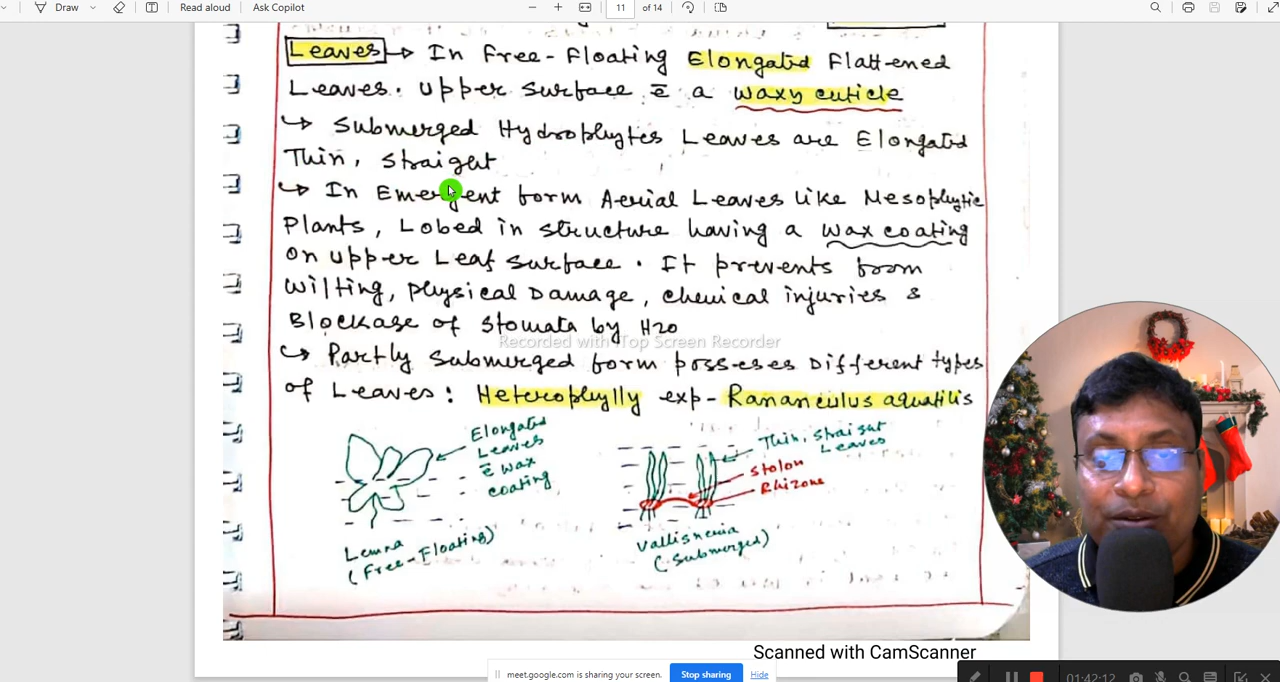 Draw
Read aloud
Ask Copilot
11 of 14
Leaves → In Free-Floating Elongated Flattened
Leaves. Upper Surface c̄ a waxy cuticle
↳ Submerged Hydrophytes Leaves are Elongated
Thin, Straight
↳ In Emergent form Aerial Leaves like Mesophytic
Plants, Lobed in structure having a wax coating
on upper Leaf surface. It prevents from
wilting, physical Damage, chemical injuries &
Blockase of Stomata by H2O
Recorded with iTop Screen Recorder
↳ Partly Submerged form posseses Different types
of Leaves: Heterophylly exp- Rananculus aquatilis
Elongated
Leaves
c̄ wax
coating
Thin, Straight
Leaves
Stolon
Rhizone
Lemna
(Free-Floating)
Vallisneria
(Submerged)
Scanned with CamScanner
meet.google.com is sharing your screen.
Stop sharing
Hide
01:42:12